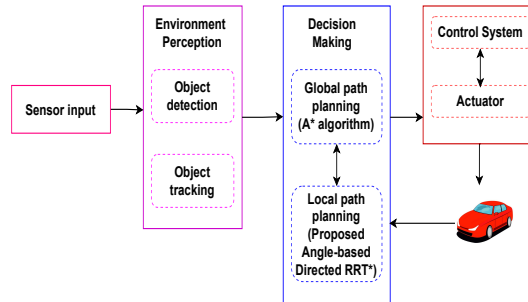 Sensor input
Environment
Perception
Object
detection
Object
tracking
Decision
Making
Global path
planning
(A* algorithm)
Local path
planning
(Proposed
Angle-based
Directed RRT*)
Control System
Actuator